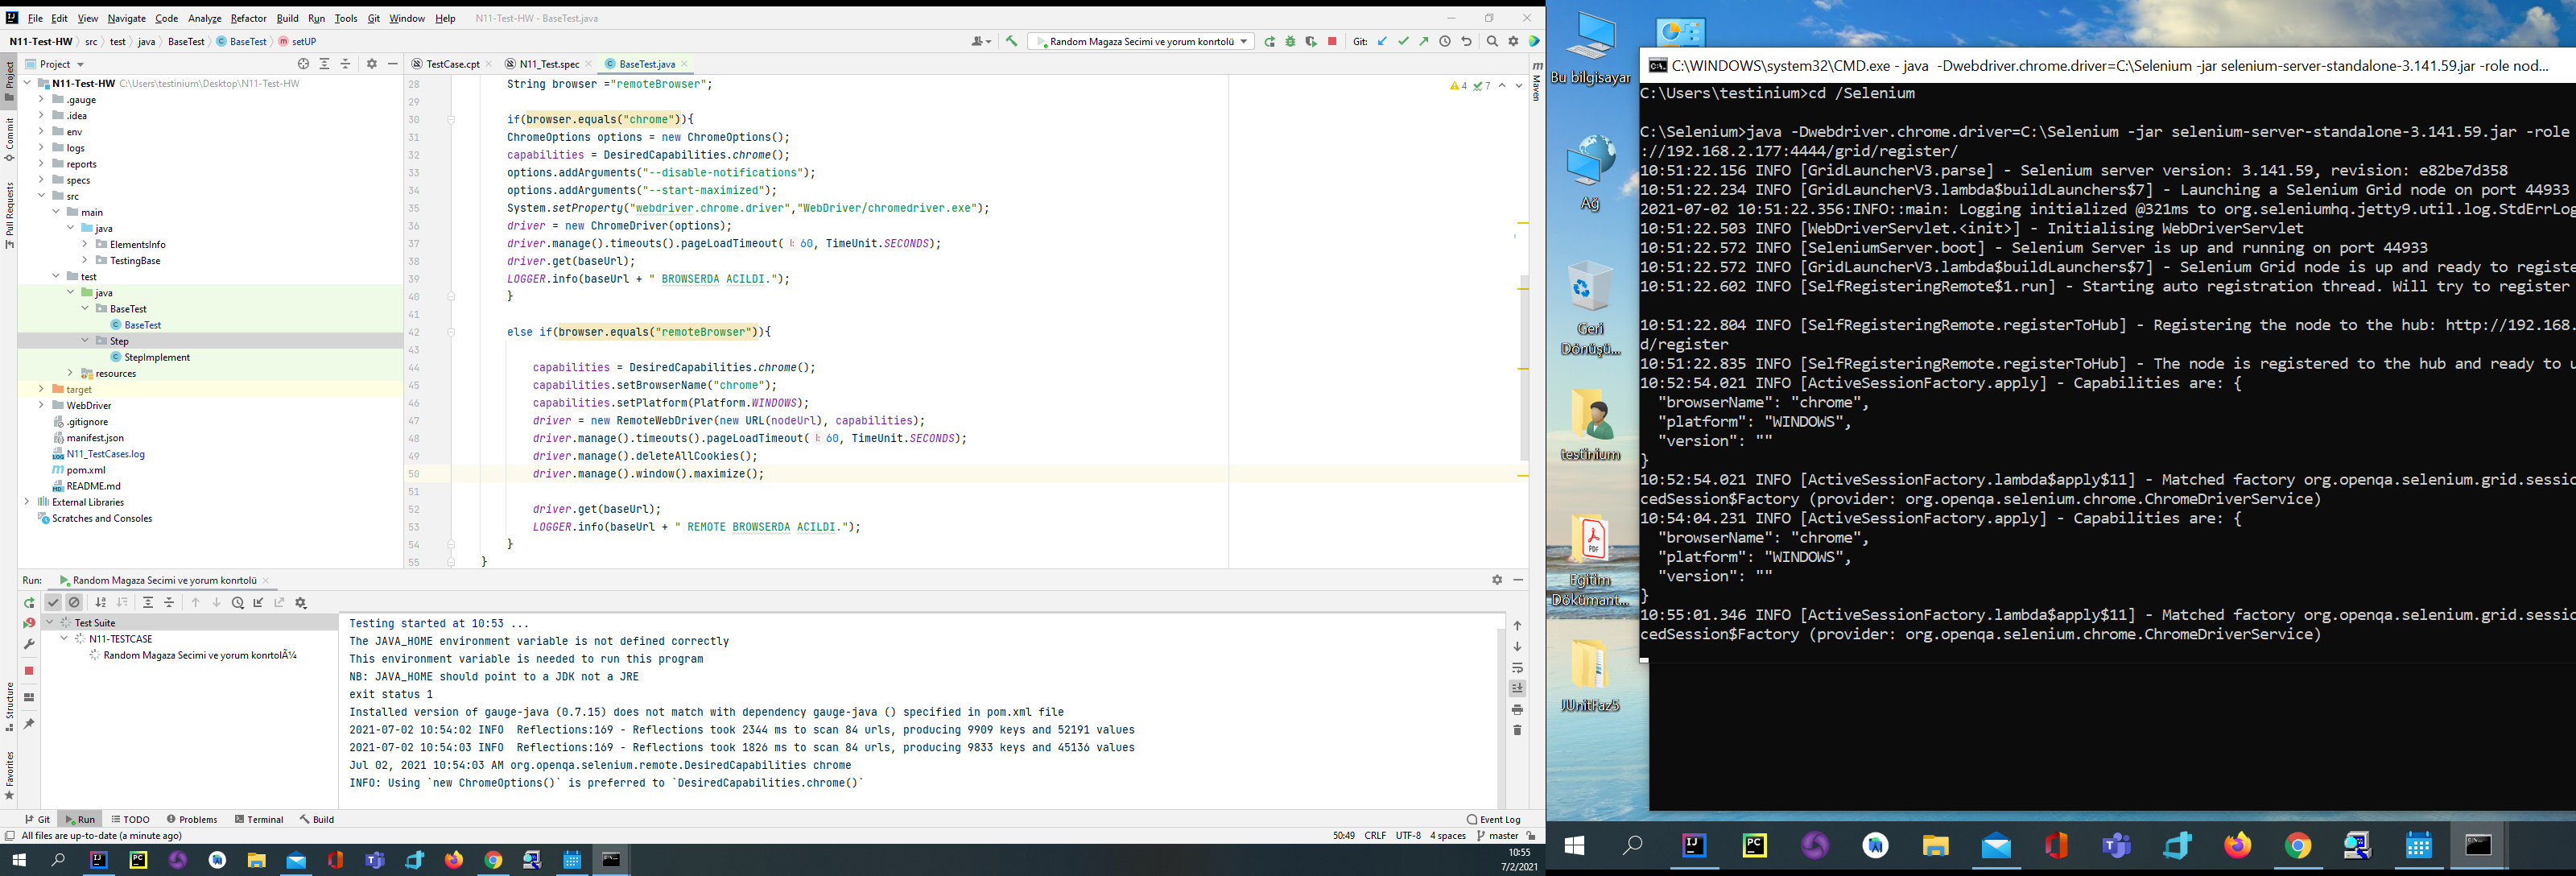 File Edit View Navigate Code Analyze Refactor Build Run Tools Git Window Help N11-Test-HW - BaseTest.java
N11-Test-HW src test java BaseTest BaseTest setUP
Random Magaza Secimi ve yorum konrtolü Git:
Project
TestCase.cpt N11_Test.spec BaseTest.java
N11-Test-HW C:\Users\testinium\Desktop\N11-Test-HW
.gauge
.idea
env
logs
reports
specs
src
main
java
ElementsInfo
TestingBase
test
java
BaseTest
BaseTest
Step
StepImplement
resources
target
WebDriver
.gitignore
manifest.json
N11_TestCases.log
pom.xml
README.md
External Libraries
Scratches and Consoles
Project
Commit
Pull Requests
Structure
Favorites
Maven
4 7
28 String browser ="remoteBrowser";
29
30 if(browser.equals("chrome")){
31 ChromeOptions options = new ChromeOptions();
32 capabilities = DesiredCapabilities.chrome();
33 options.addArguments("--disable-notifications");
34 options.addArguments("--start-maximized");
35 System.setProperty("webdriver.chrome.driver","WebDriver/chromedriver.exe");
36 driver = new ChromeDriver(options);
37 driver.manage().timeouts().pageLoadTimeout( l: 60, TimeUnit.SECONDS);
38 driver.get(baseUrl);
39 LOGGER.info(baseUrl + " BROWSERDA ACILDI.");
40 }
41
42 else if(browser.equals("remoteBrowser")){
43
44 capabilities = DesiredCapabilities.chrome();
45 capabilities.setBrowserName("chrome");
46 capabilities.setPlatform(Platform.WINDOWS);
47 driver = new RemoteWebDriver(new URL(nodeUrl), capabilities);
48 driver.manage().timeouts().pageLoadTimeout( l: 60, TimeUnit.SECONDS);
49 driver.manage().deleteAllCookies();
50 driver.manage().window().maximize();
51
52 driver.get(baseUrl);
53 LOGGER.info(baseUrl + " REMOTE BROWSERDA ACILDI.");
54 }
55 }
Run: Random Magaza Secimi ve yorum konrtolü
Test Suite
N11-TESTCASE
Random Magaza Secimi ve yorum konrtolÃ¼
Testing started at 10:53 ...
The JAVA_HOME environment variable is not defined correctly
This environment variable is needed to run this program
NB: JAVA_HOME should point to a JDK not a JRE
exit status 1
Installed version of gauge-java (0.7.15) does not match with dependency gauge-java () specified in pom.xml file
2021-07-02 10:54:02 INFO Reflections:169 - Reflections took 2344 ms to scan 84 urls, producing 9909 keys and 52191 values
2021-07-02 10:54:03 INFO Reflections:169 - Reflections took 1826 ms to scan 84 urls, producing 9833 keys and 45136 values
Jul 02, 2021 10:54:03 AM org.openqa.selenium.remote.DesiredCapabilities chrome
INFO: Using `new ChromeOptions()` is preferred to `DesiredCapabilities.chrome()`
Git Run TODO Problems Terminal Build Event Log
All files are up-to-date (a minute ago) 50:49 CRLF UTF-8 4 spaces master
10:55
7/2/2021
Bu bilgisayar
Ağ
Geri
Dönüşü...
testinium
PDF
Eğitim
Dökümant...
JUnitFaz5
C:\WINDOWS\system32\CMD.exe - java -Dwebdriver.chrome.driver=C:\Selenium -jar selenium-server-standalone-3.141.59.jar -role nod...
C:\Users\testinium>cd /Selenium
C:\Selenium>java -Dwebdriver.chrome.driver=C:\Selenium -jar selenium-server-standalone-3.141.59.jar -role
://192.168.2.177:4444/grid/register/
10:51:22.156 INFO [GridLauncherV3.parse] - Selenium server version: 3.141.59, revision: e82be7d358
10:51:22.234 INFO [GridLauncherV3.lambda$buildLaunchers$7] - Launching a Selenium Grid node on port 44933
2021-07-02 10:51:22.356:INFO::main: Logging initialized @321ms to org.seleniumhq.jetty9.util.log.StdErrLog
10:51:22.503 INFO [WebDriverServlet.<init>] - Initialising WebDriverServlet
10:51:22.572 INFO [SeleniumServer.boot] - Selenium Server is up and running on port 44933
10:51:22.572 INFO [GridLauncherV3.lambda$buildLaunchers$7] - Selenium Grid node is up and ready to registe
10:51:22.602 INFO [SelfRegisteringRemote$1.run] - Starting auto registration thread. Will try to register
10:51:22.804 INFO [SelfRegisteringRemote.registerToHub] - Registering the node to the hub: http://192.168.
d/register
10:51:22.835 INFO [SelfRegisteringRemote.registerToHub] - The node is registered to the hub and ready to u
10:52:54.021 INFO [ActiveSessionFactory.apply] - Capabilities are: {
"browserName": "chrome",
"platform": "WINDOWS",
"version": ""
}
10:52:54.021 INFO [ActiveSessionFactory.lambda$apply$11] - Matched factory org.openqa.selenium.grid.sessio
cedSession$Factory (provider: org.openqa.selenium.chrome.ChromeDriverService)
10:54:04.231 INFO [ActiveSessionFactory.apply] - Capabilities are: {
"browserName": "chrome",
"platform": "WINDOWS",
"version": ""
}
10:55:01.346 INFO [ActiveSessionFactory.lambda$apply$11] - Matched factory org.openqa.selenium.grid.sessio
cedSession$Factory (provider: org.openqa.selenium.chrome.ChromeDriverService)